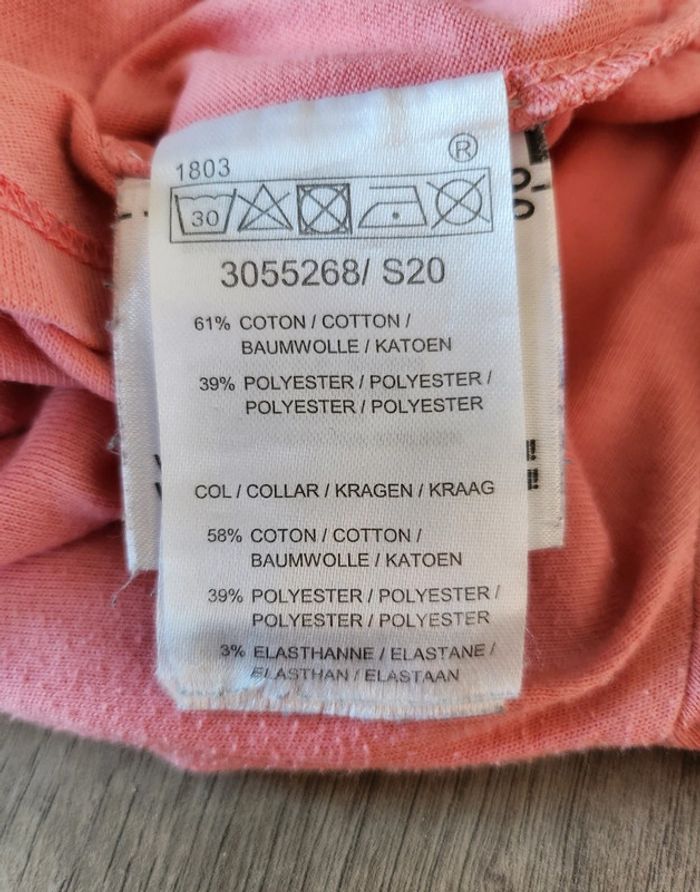 1803 ®
30
3055268/ S20
61% COTON / COTTON /
BAUMWOLLE / KATOEN
39% POLYESTER / POLYESTER /
POLYESTER / POLYESTER
COL / COLLAR / KRAGEN / KRAAG
58% COTON / COTTON /
BAUMWOLLE / KATOEN
39% POLYESTER / POLYESTER /
POLYESTER / POLYESTER
3% ELASTHANNE / ELASTANE /
ELASTHAN / ELASTAAN